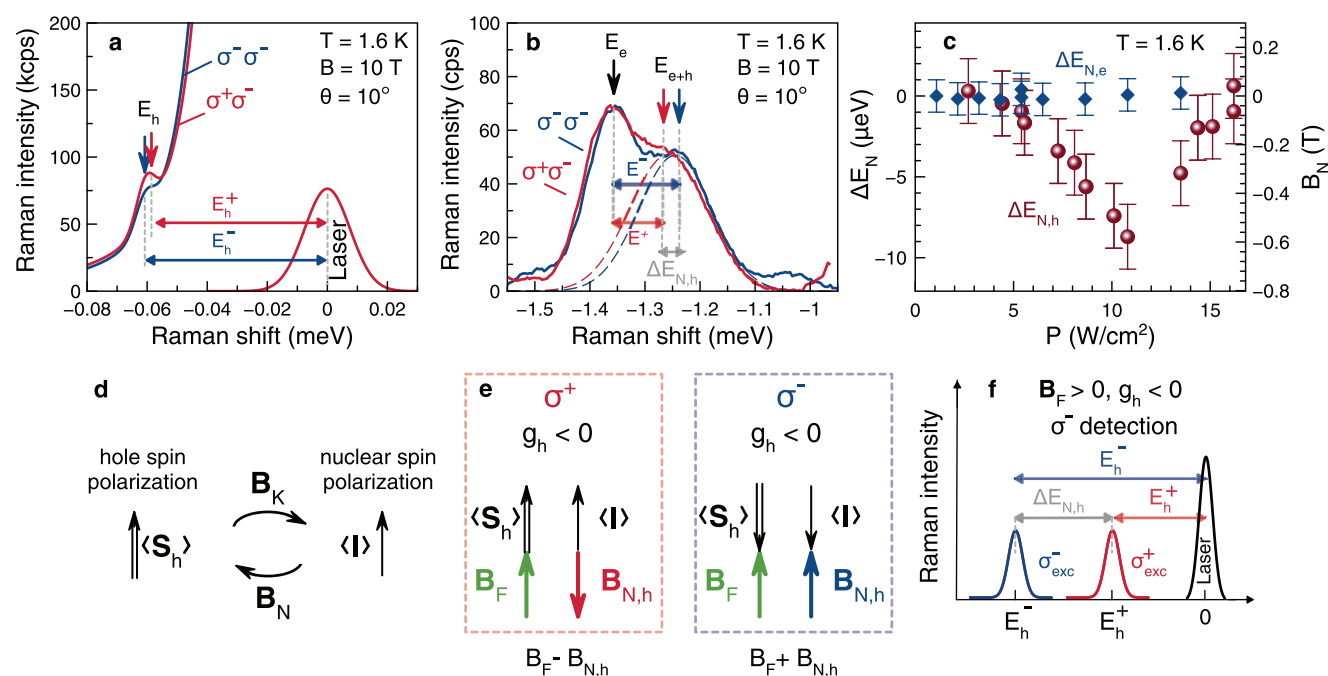 a
T = 1.6 K
B = 10 T
θ = 10°
σ⁻σ⁻
σ⁺σ⁻
E_h
E_h⁺
E_h⁻
Laser
Raman intensity (kcps)
200
175
150
125
100
75
50
25
0
−0.08 −0.06 −0.04 −0.02 0 0.02
Raman shift (meV)
b
T = 1.6 K
B = 10 T
θ = 10°
E_e
E_e+h
σ⁻σ⁻
σ⁺σ⁻
E⁻
E⁺
ΔE_N,h
Raman intensity (cps)
100
80
60
40
20
0
-1.5 -1.4 -1.3 -1.2 -1.1 -1
Raman shift (meV)
c
T = 1.6 K
ΔE_N,e
ΔE_N,h
ΔE_N (μeV)
0
−5
−10
B_N (T)
0.2
0
−0.2
−0.4
−0.6
−0.8
0 5 10 15
P (W/cm²)
d
hole spin
polarization
nuclear spin
polarization
B_K
⟨S_h⟩
⟨I⟩
B_N
e
σ⁺
g_h < 0
⟨S_h⟩
⟨I⟩
B_F
B_N,h
B_F − B_N,h
σ⁻
g_h < 0
⟨S_h⟩
⟨I⟩
B_F
B_N,h
B_F + B_N,h
f
B_F > 0, g_h < 0
σ⁻ detection
E_h⁻
ΔE_N,h
E_h⁺
σ⁻_exc
σ⁺_exc
Laser
Raman intensity
E_h⁻
E_h⁺
0